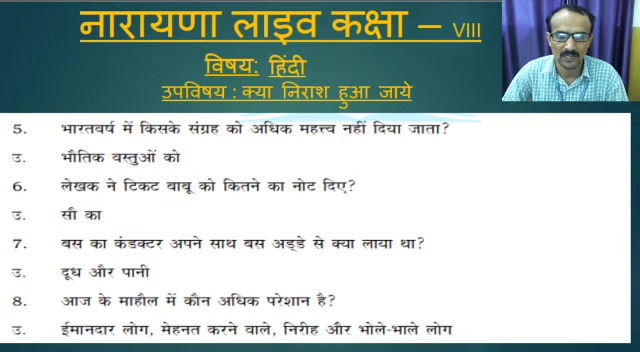 नारायणा लाइव कक्षा – VIII
विषय: हिंदी
उपविषय : क्या निराश हुआ जाये
5. भारतवर्ष में किसके संग्रह को अधिक महत्त्व नहीं दिया जाता?
उ. भौतिक वस्तुओं को
6. लेखक ने टिकट बाबू को कितने का नोट दिए?
उ. सौ का
7. बस का कंडक्टर अपने साथ बस अड्डे से क्या लाया था?
उ. दूध और पानी
8. आज के माहौल में कौन अधिक परेशान है?
उ. ईमानदार लोग, मेहनत करने वाले, निरीह और भोले-भाले लोग